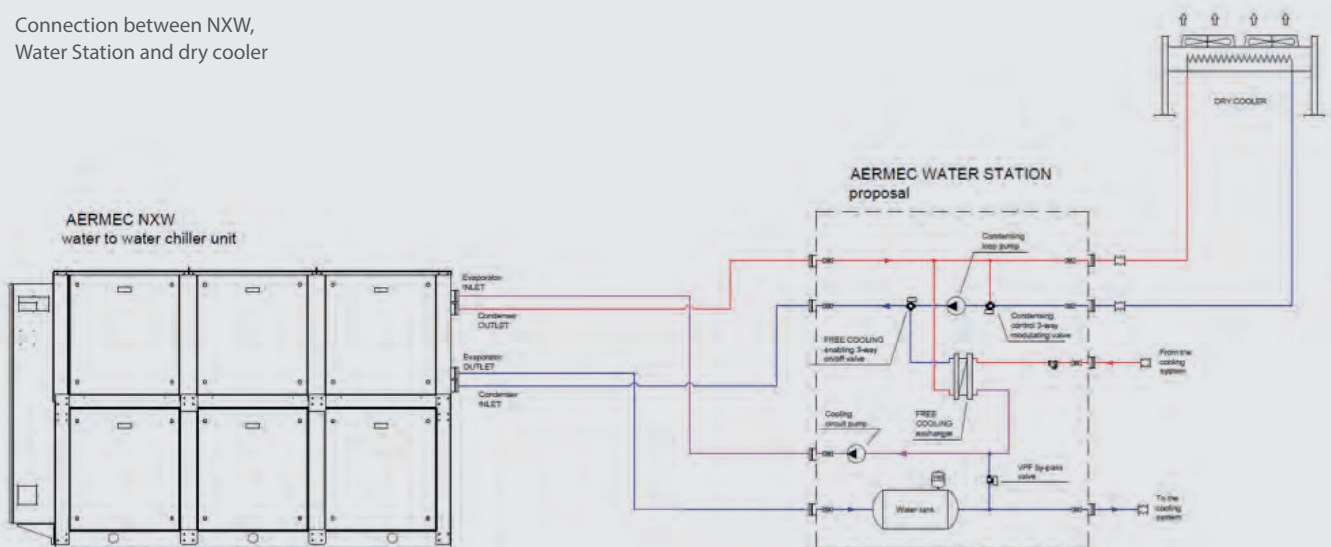 Connection between NXW,
Water Station and dry cooler
DRY COOLER
AERMEC WATER STATION
proposal
AERMEC NXW
water to water chiller unit
Condensing
loop pump
Evaporator
INLET
Condenser
OUTLET
FREE COOLING
enabling 3-way
on/off valve
Condensing
control 3-way
modulating valve
From the
cooling
system
Evaporator
OUTLET
Condenser
INLET
Cooling
circuit pump
FREE
COOLING
exchanger
VPF by-pass
valve
Water tank
To the
cooling
system